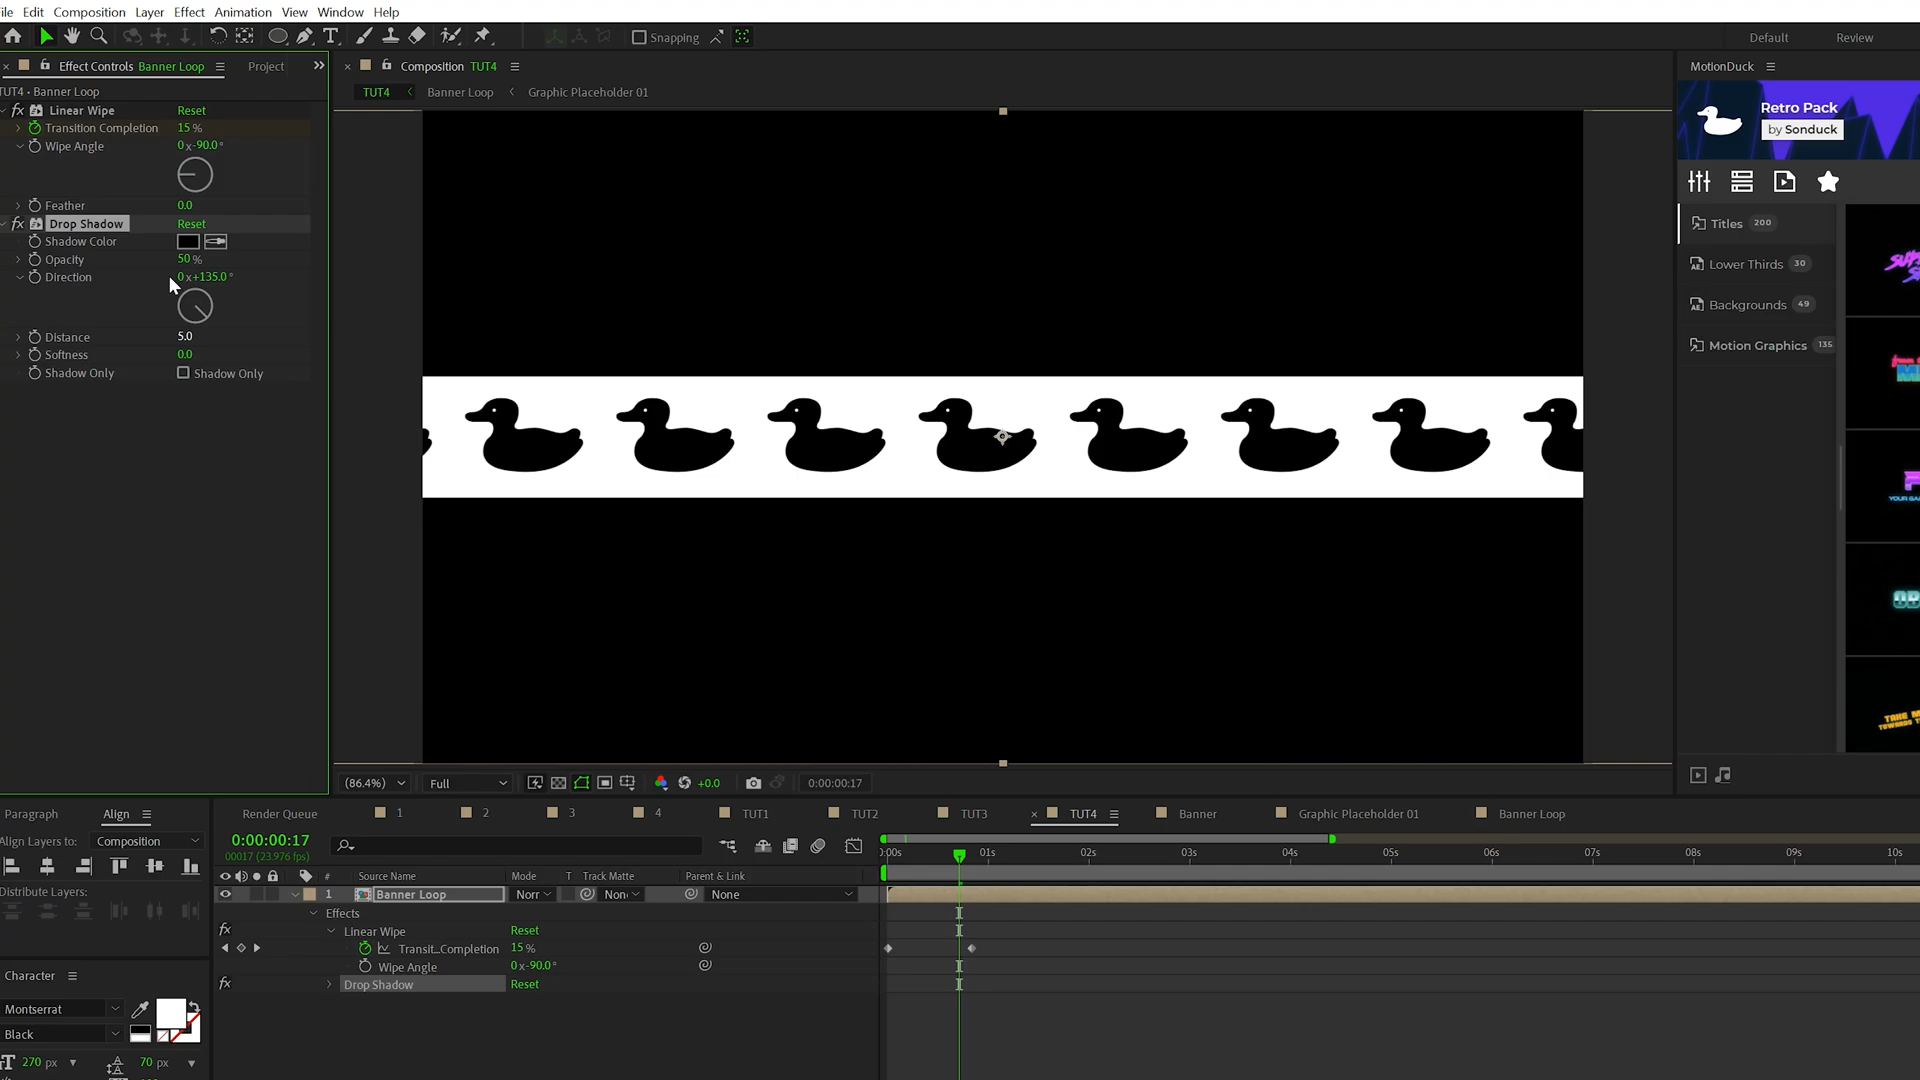 ile Edit Composition Layer Effect Animation View Window Help
Snapping Default Review
Effect Controls Banner Loop Project Composition TUT4 MotionDuck
TUT4 • Banner Loop TUT4 Banner Loop Graphic Placeholder 01
fx Linear Wipe Reset
Transition Completion 15 %
Wipe Angle 0 x-90.0 °
Feather 0.0
fx Drop Shadow Reset
Shadow Color
Opacity 50 %
Direction 0 x+135.0 °
Distance 5.0
Softness 0.0
Shadow Only Shadow Only
Retro Pack
by Sonduck
Titles 200
Lower Thirds 30
Backgrounds 49
Motion Graphics 135
(86.4%) Full +0.0 0:00:00:17
Paragraph Align
Align Layers to: Composition
Distribute Layers:
Character
Montserrat
Black
270 px 70 px
Render Queue 1 2 3 4 TUT1 TUT2 TUT3 TUT4 Banner Graphic Placeholder 01 Banner Loop
0:00:00:17
00017 (23.976 fps)
:00s 01s 02s 03s 04s 05s 06s 07s 08s 09s 10s
# Source Name Mode T Track Matte Parent & Link
1 Banner Loop Norr None
Effects
fx Linear Wipe Reset
Transit...Completion 15 %
Wipe Angle 0 x-90.0 °
fx Drop Shadow Reset